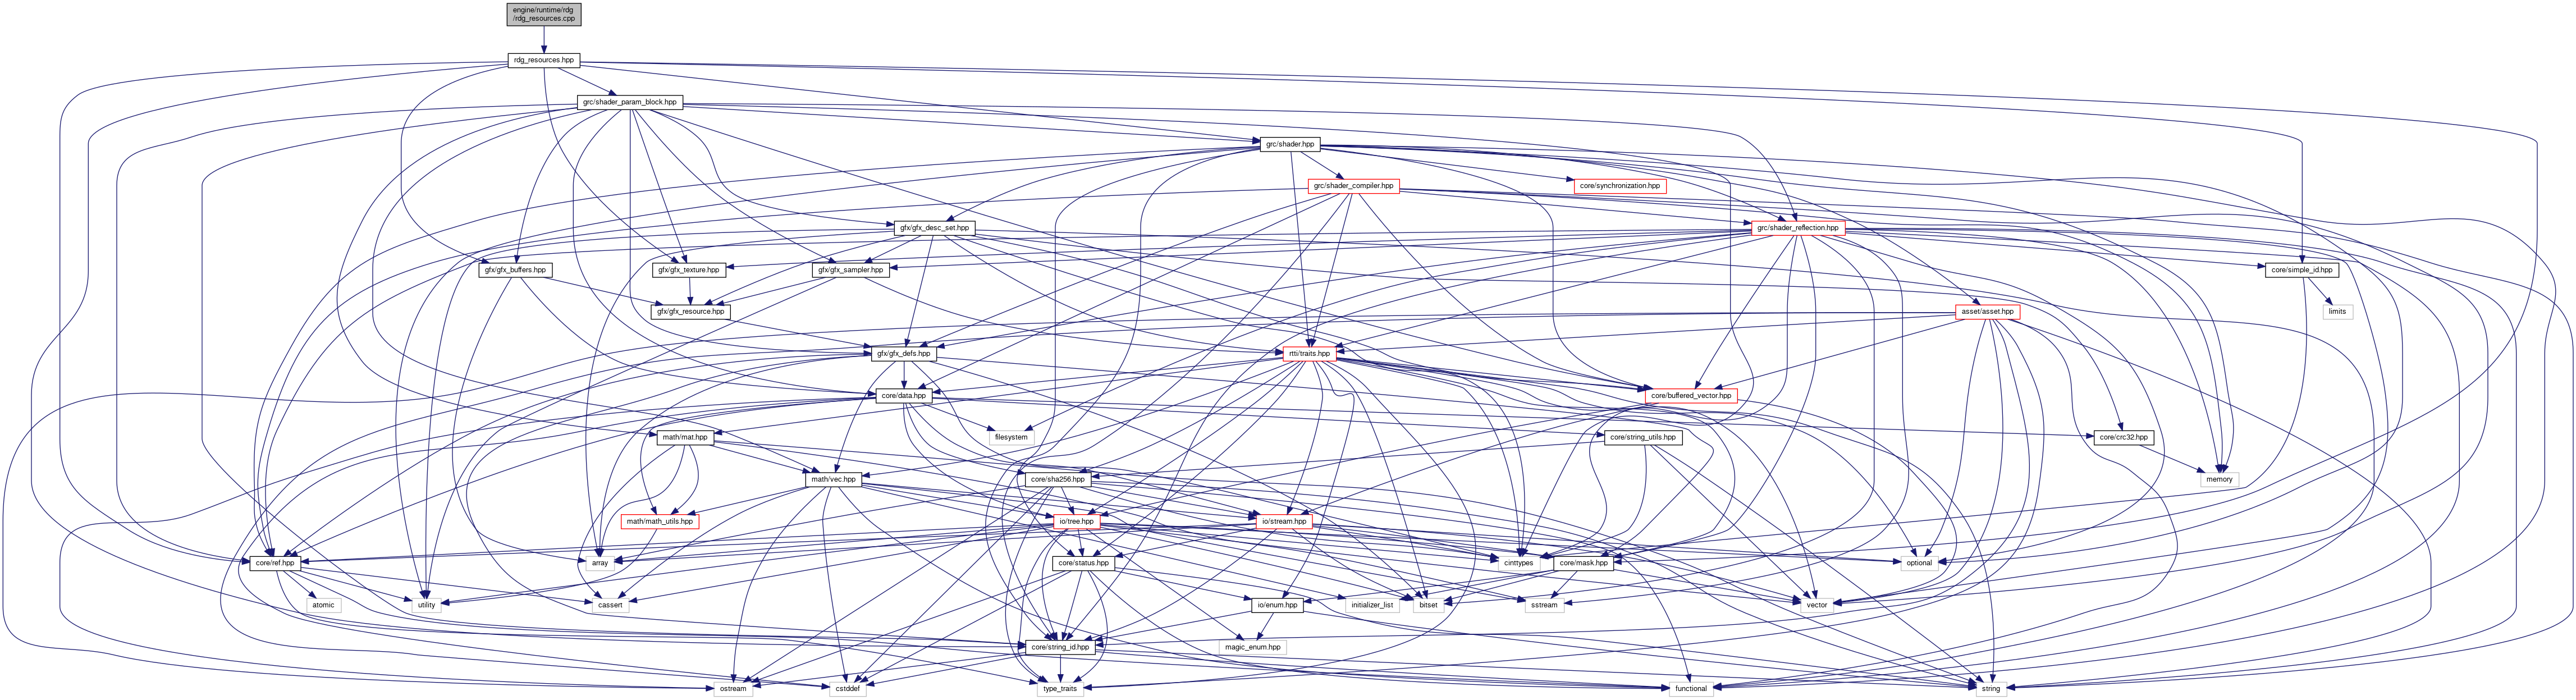 engine/runtime/rdg
/rdg_resources.cpp
rdg_resources.hpp
grc/shader_param_block.hpp
grc/shader.hpp
grc/shader_compiler.hpp
core/synchronization.hpp
gfx/gfx_desc_set.hpp
grc/shader_reflection.hpp
gfx/gfx_buffers.hpp
gfx/gfx_texture.hpp
gfx/gfx_sampler.hpp
core/simple_id.hpp
gfx/gfx_resource.hpp
asset/asset.hpp
limits
gfx/gfx_defs.hpp
rtti/traits.hpp
core/data.hpp
core/buffered_vector.hpp
math/mat.hpp
filesystem
core/string_utils.hpp
core/crc32.hpp
math/vec.hpp
core/sha256.hpp
memory
math/math_utils.hpp
io/tree.hpp
io/stream.hpp
core/ref.hpp
array
core/status.hpp
cinttypes
core/mask.hpp
optional
atomic
utility
cassert
io/enum.hpp
initializer_list
bitset
sstream
vector
core/string_id.hpp
magic_enum.hpp
ostream
cstddef
type_traits
functional
string